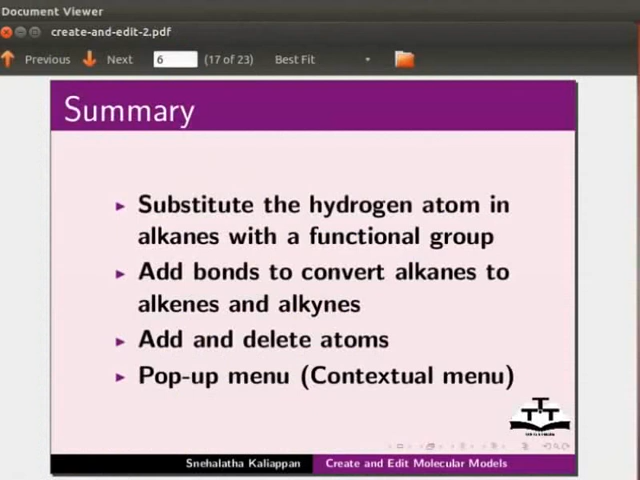 Document Viewer
create-and-edit-2.pdf
Previous Next 6 (17 of 23) Best Fit
Summary
Substitute the hydrogen atom in
alkanes with a functional group
Add bonds to convert alkanes to
alkenes and alkynes
Add and delete atoms
Pop-up menu (Contextual menu)
Snehalatha Kaliappan Create and Edit Molecular Models